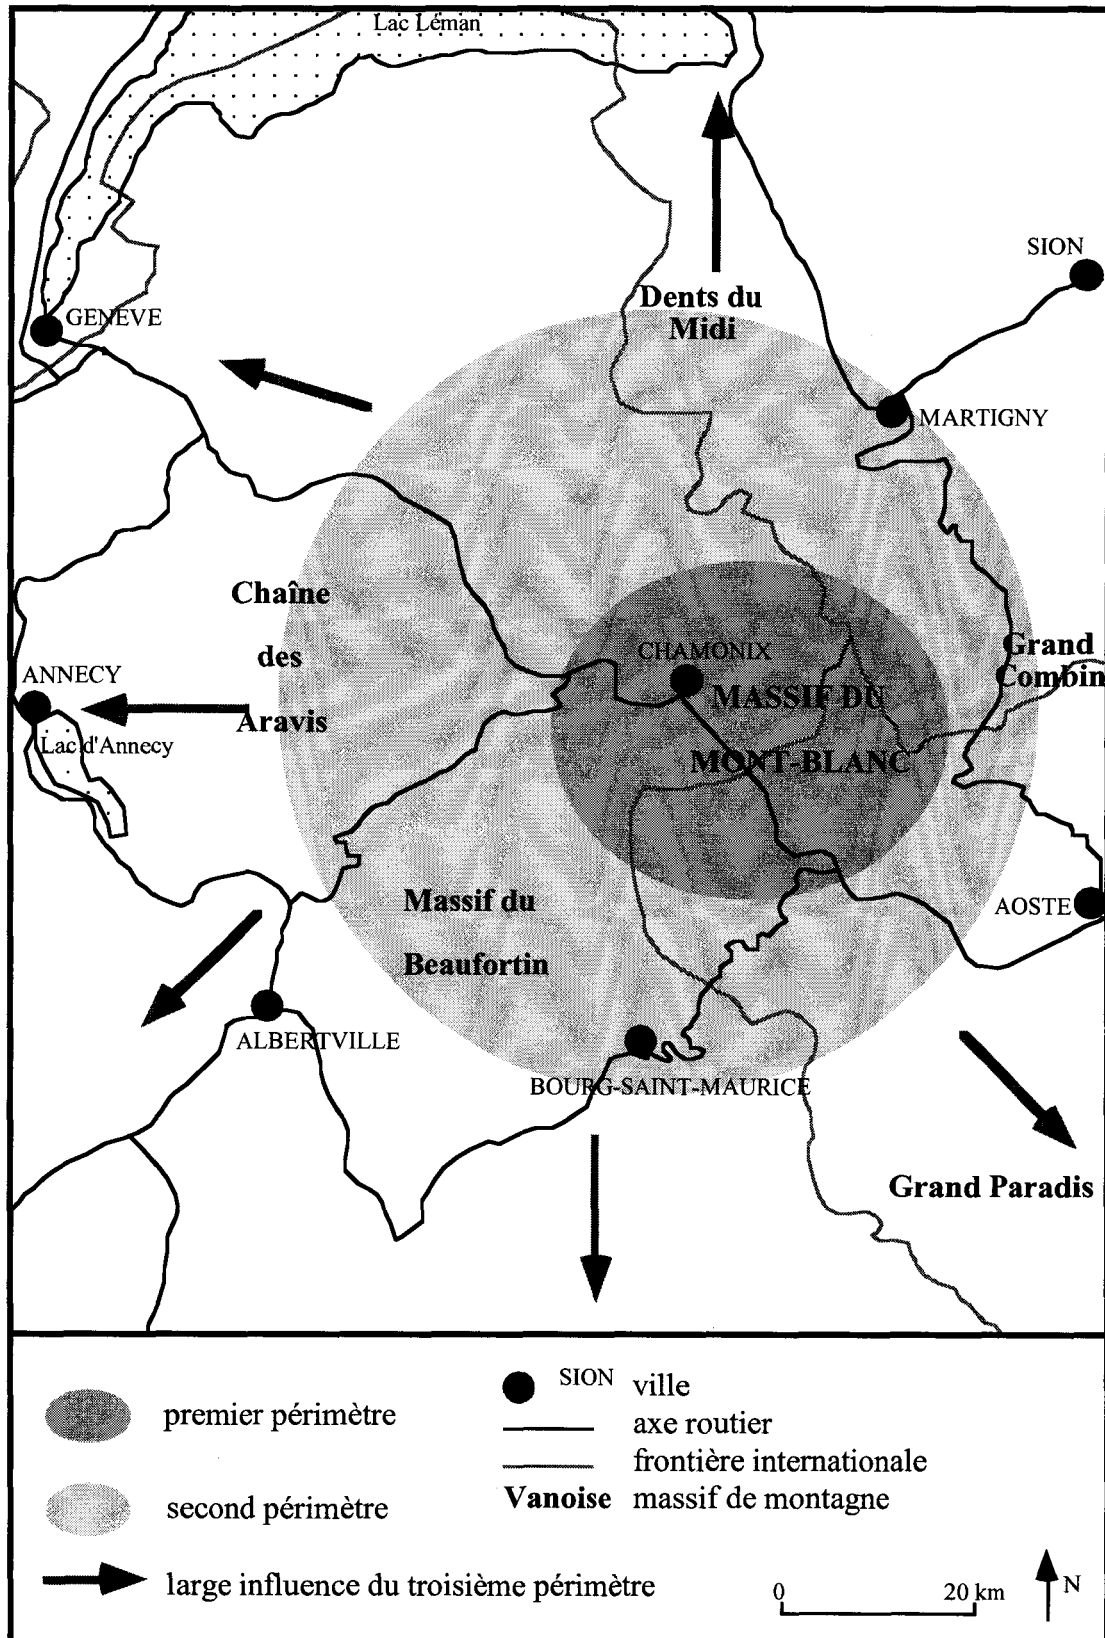 Lac Léman
SION
GENEVE
Dents du
Midi
MARTIGNY
Chaîne
des
Aravis
CHAMONIX
MASSIF DU
MONT-BLANC
Grand
Combin
ANNECY
Lac d'Annecy
Massif du
Beaufortin
AOSTE
ALBERTVILLE
BOURG-SAINT-MAURICE
Grand Paradis
premier périmètre
second périmètre
large influence du troisième périmètre
SION ville
axe routier
frontière internationale
Vanoise massif de montagne
0 20 km
N